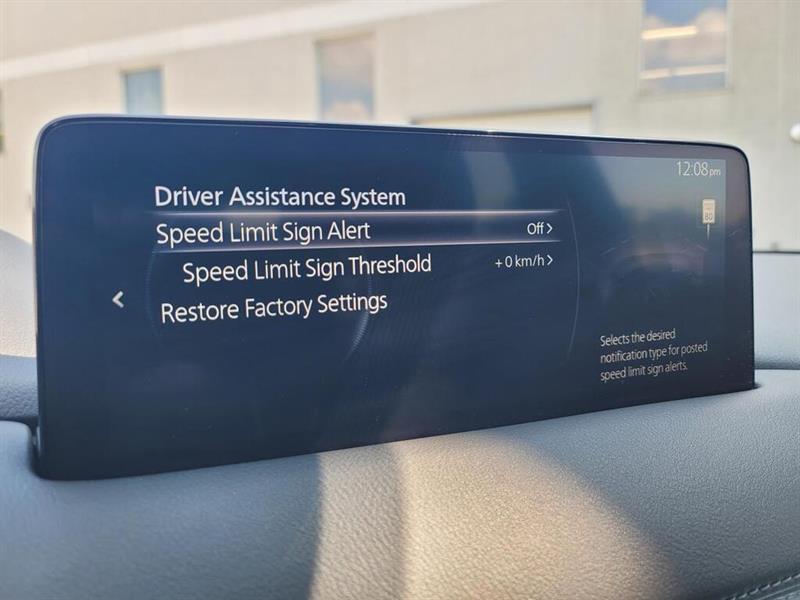 12:08pm
Driver Assistance System
Speed Limit Sign Alert Off >
Speed Limit Sign Threshold + 0 km/h >
<
Restore Factory Settings
80
Selects the desired
notification type for posted
speed limit sign alerts.